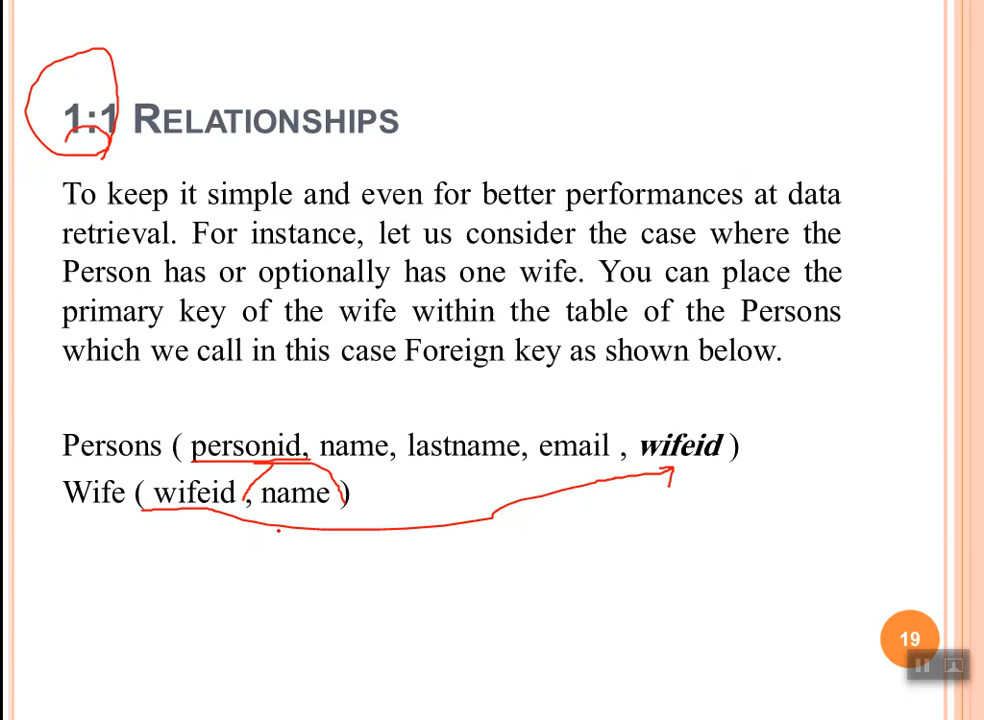 1:1 RELATIONSHIPS
To keep it simple and even for better performances at data
retrieval. For instance, let us consider the case where the
Person has or optionally has one wife. You can place the
primary key of the wife within the table of the Persons
which we call in this case Foreign key as shown below.
Persons ( personid, name, lastname, email , wifeid )
Wife ( wifeid , name )
19